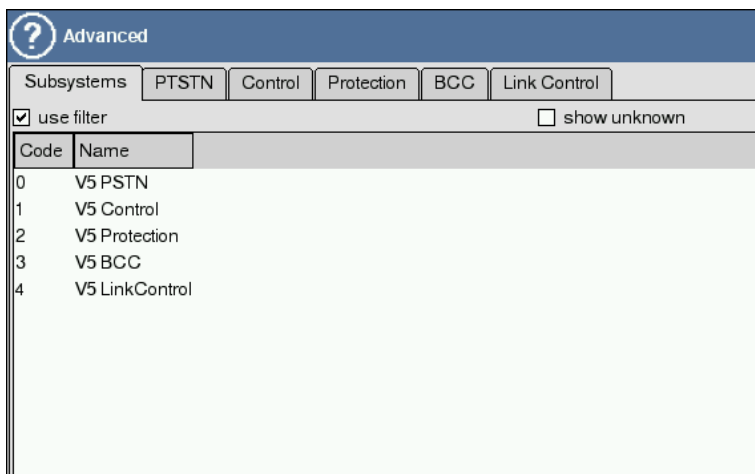 ? Advanced
Subsystems PTSTN Control Protection BCC Link Control
use filter show unknown
Code Name
0 V5 PSTN
1 V5 Control
2 V5 Protection
3 V5 BCC
4 V5 LinkControl